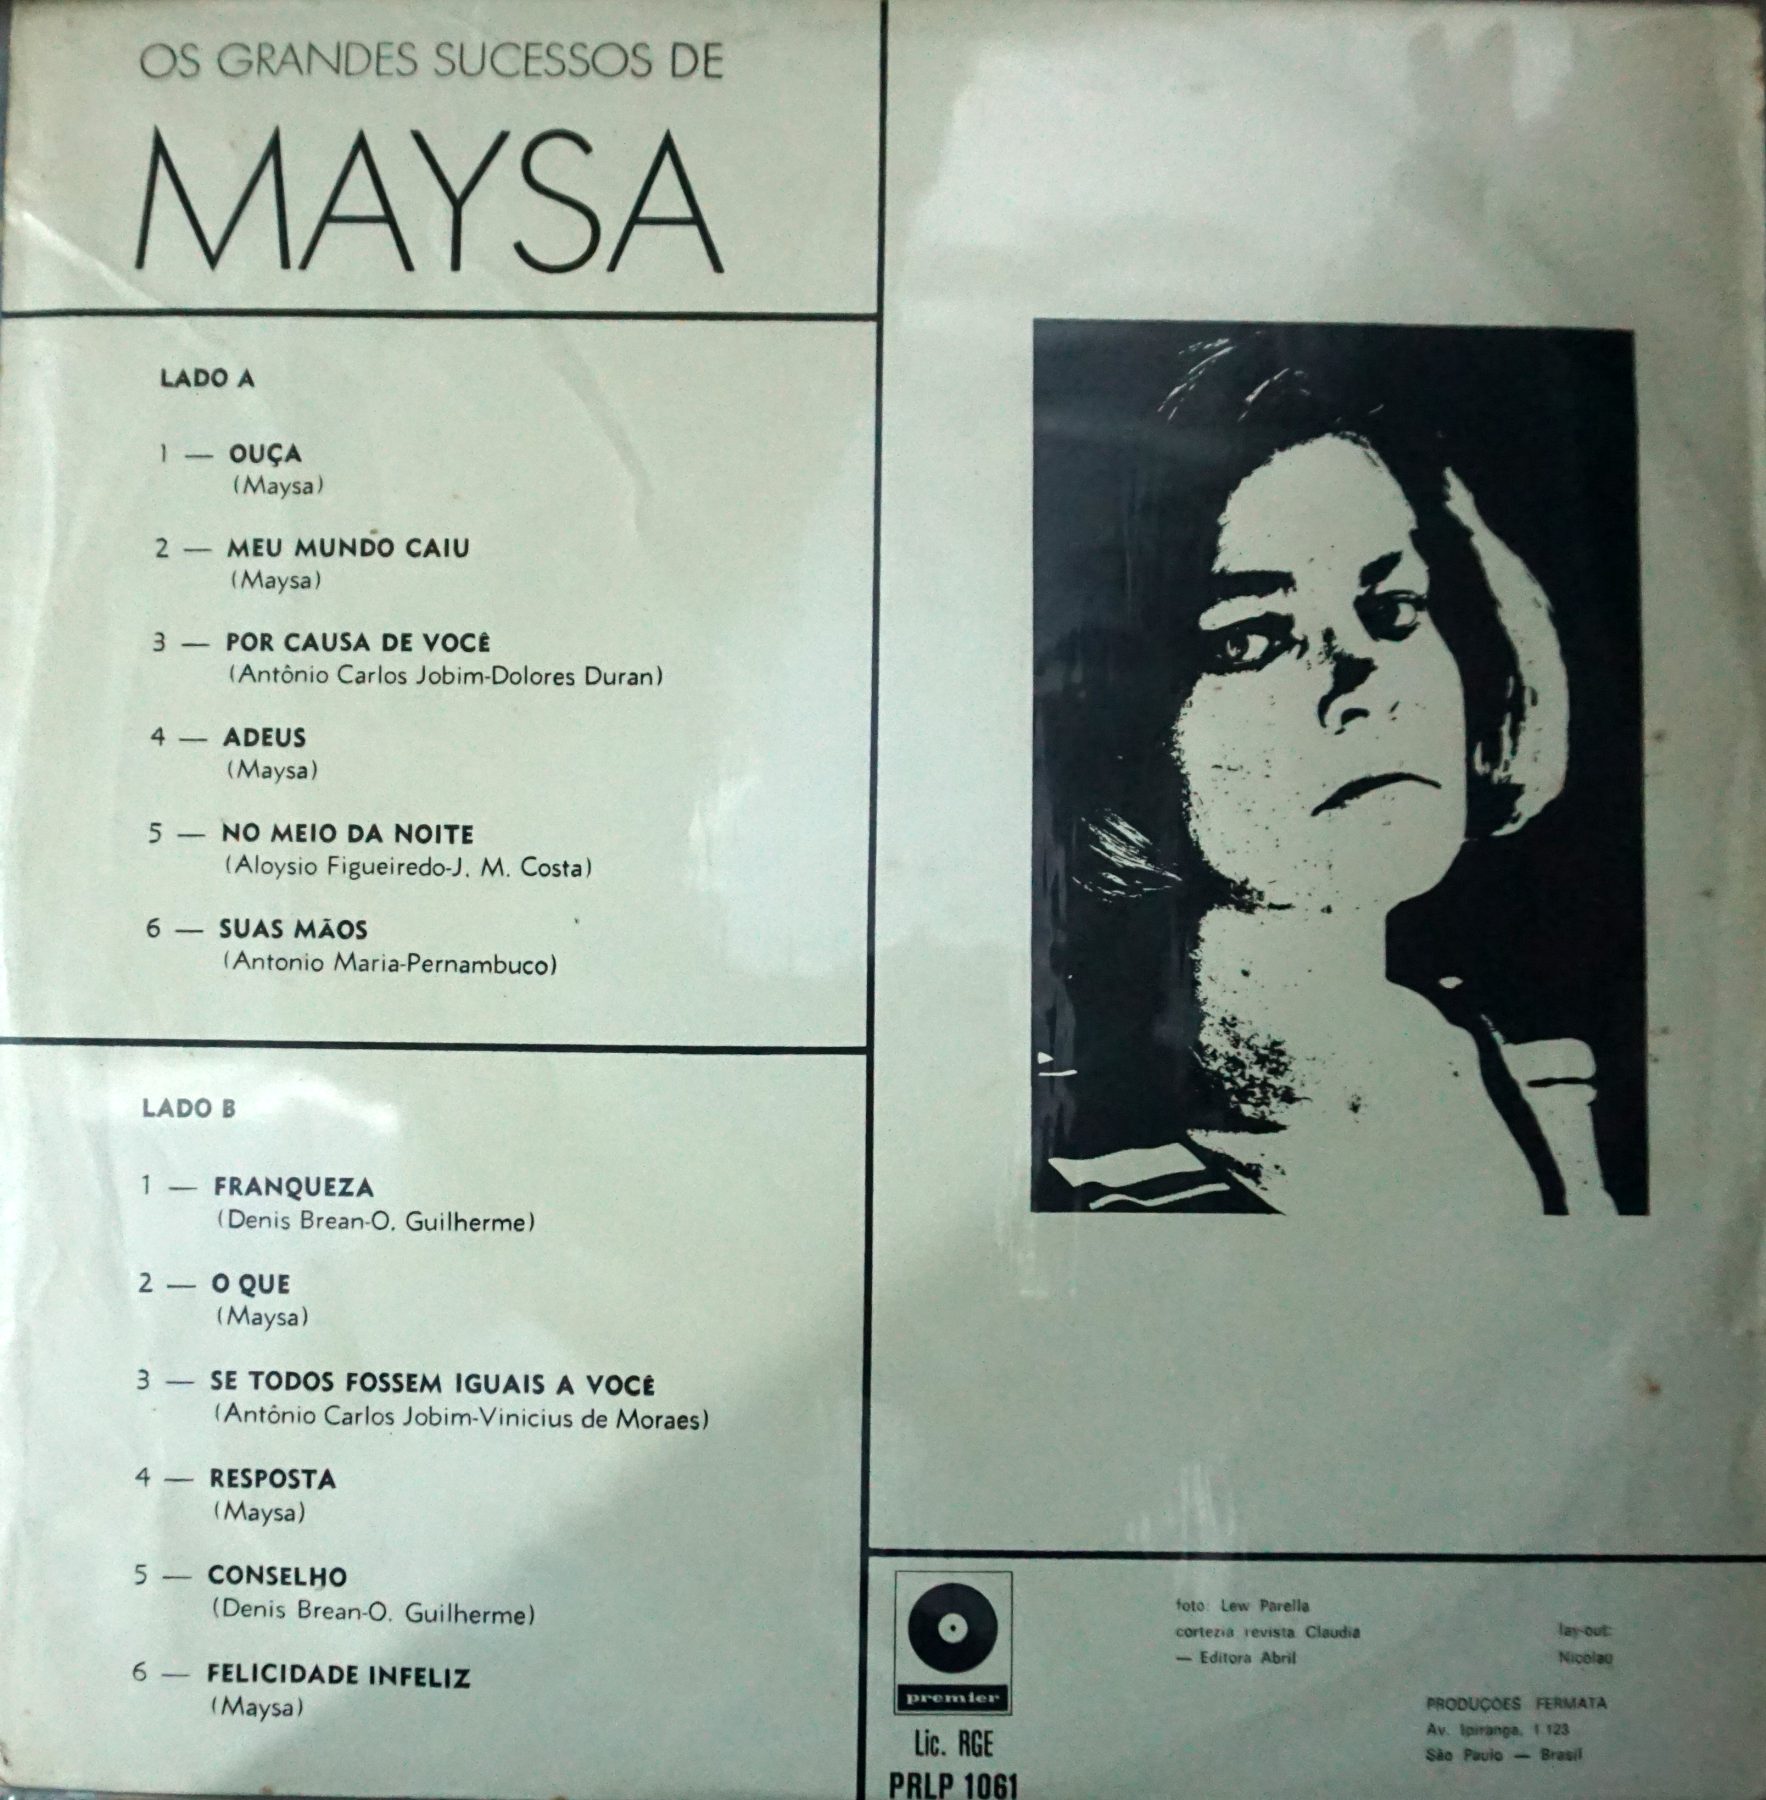 OS GRANDES SUCESSOS DE
MAYSA
LADO A
1 — OUÇA
(Maysa)
2 — MEU MUNDO CAIU
(Maysa)
3 — POR CAUSA DE VOCÊ
(Antônio Carlos Jobim-Dolores Duran)
4 — ADEUS
(Maysa)
5 — NO MEIO DA NOITE
(Aloysio Figueiredo-J. M. Costa)
6 — SUAS MÃOS
(Antonio Maria-Pernambuco)
LADO B
1 — FRANQUEZA
(Denis Brean-O. Guilherme)
2 — O QUE
(Maysa)
3 — SE TODOS FOSSEM IGUAIS A VOCÊ
(Antônio Carlos Jobim-Vinicius de Moraes)
4 — RESPOSTA
(Maysa)
5 — CONSELHO
(Denis Brean-O. Guilherme)
6 — FELICIDADE INFELIZ
(Maysa)
premier
Lic. RGE
PRLP 1061
foto: Lew Parella
cortezia revista Claudia
— Editora Abril
lay-out:
Nicolau
PRODUÇOES FERMATA
Av. Ipiranga, 1.123
São Paulo — Brasil